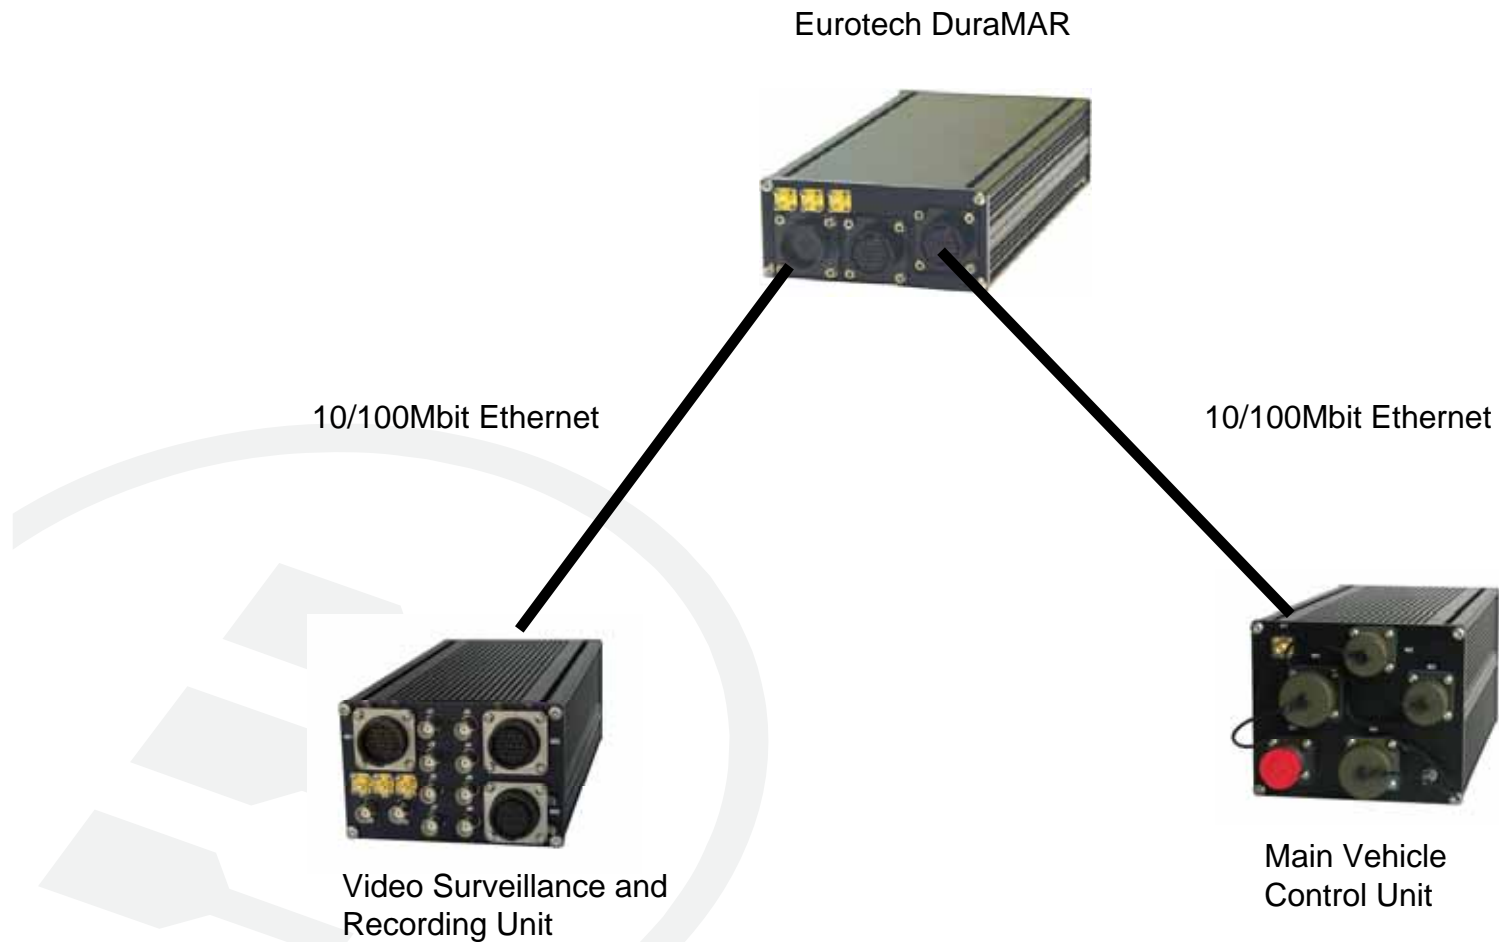 Eurotech DuraMAR
10/100Mbit Ethernet
10/100Mbit Ethernet
Video Surveillance and
Recording Unit
Main Vehicle
Control Unit